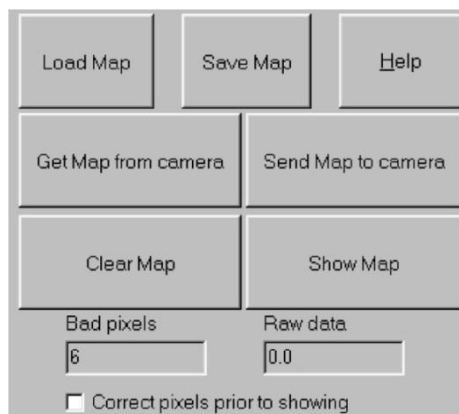 Load Map Save Map Help
Get Map from camera Send Map to camera
Clear Map Show Map
Bad pixels Raw data
6 0.0
Correct pixels prior to showing